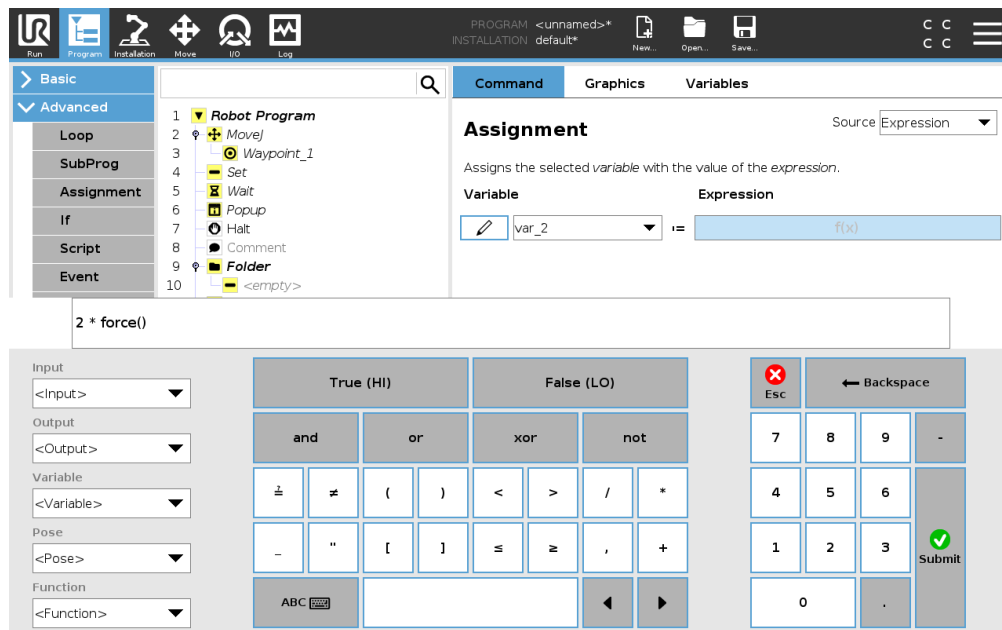 PROGRAM <unnamed>*
INSTALLATION default*
UR
Run
Program
Installation
Move
I/O
Log
New...
Open...
Save...
C C
C C
Basic
Advanced
Loop
SubProg
Assignment
If
Script
Event
1 Robot Program
2 MoveJ
3 Waypoint_1
4 Set
5 Wait
6 Popup
7 Halt
8 Comment
9 Folder
10 <empty>
Command Graphics Variables
Assignment
Source Expression
Assigns the selected variable with the value of the expression.
Variable Expression
var_2 := f(x)
2 * force()
Input
<Input>
Output
<Output>
Variable
<Variable>
Pose
<Pose>
Function
<Function>
True (HI) False (LO)
and or xor not
≟ ≠ ( ) < > / *
_ " [ ] ≤ ≥ , +
ABC
Esc Backspace
7 8 9 -
4 5 6
1 2 3 Submit
0 .